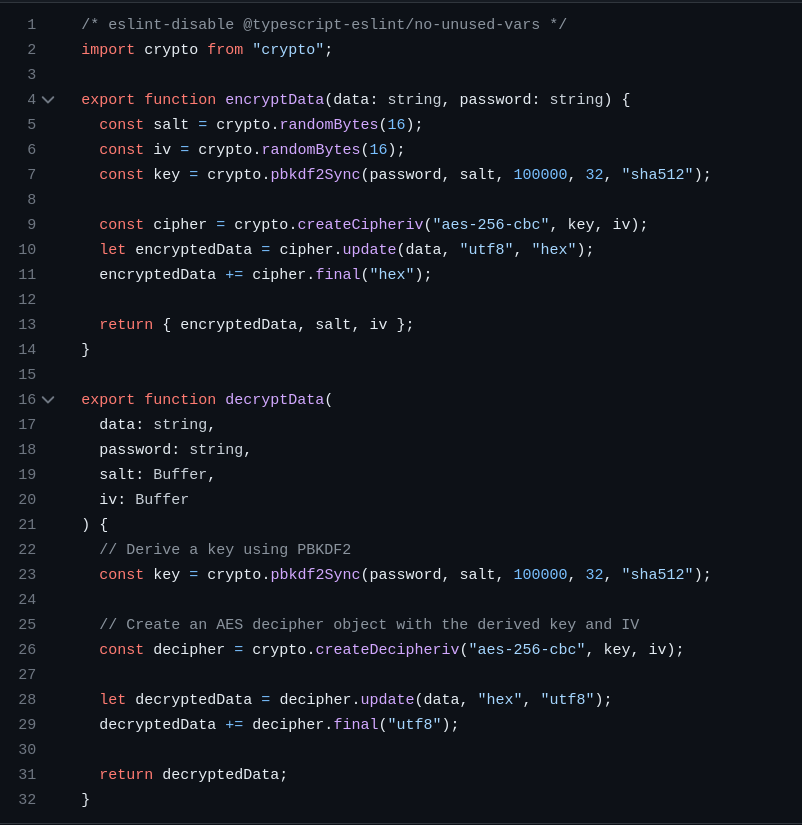 1 /* eslint-disable @typescript-eslint/no-unused-vars */
2 import crypto from "crypto";
3
4 export function encryptData(data: string, password: string) {
5   const salt = crypto.randomBytes(16);
6   const iv = crypto.randomBytes(16);
7   const key = crypto.pbkdf2Sync(password, salt, 100000, 32, "sha512");
8
9   const cipher = crypto.createCipheriv("aes-256-cbc", key, iv);
10   let encryptedData = cipher.update(data, "utf8", "hex");
11   encryptedData += cipher.final("hex");
12
13   return { encryptedData, salt, iv };
14 }
15
16 export function decryptData(
17   data: string,
18   password: string,
19   salt: Buffer,
20   iv: Buffer
21 ) {
22   // Derive a key using PBKDF2
23   const key = crypto.pbkdf2Sync(password, salt, 100000, 32, "sha512");
24
25   // Create an AES decipher object with the derived key and IV
26   const decipher = crypto.createDecipheriv("aes-256-cbc", key, iv);
27
28   let decryptedData = decipher.update(data, "hex", "utf8");
29   decryptedData += decipher.final("utf8");
30
31   return decryptedData;
32 }